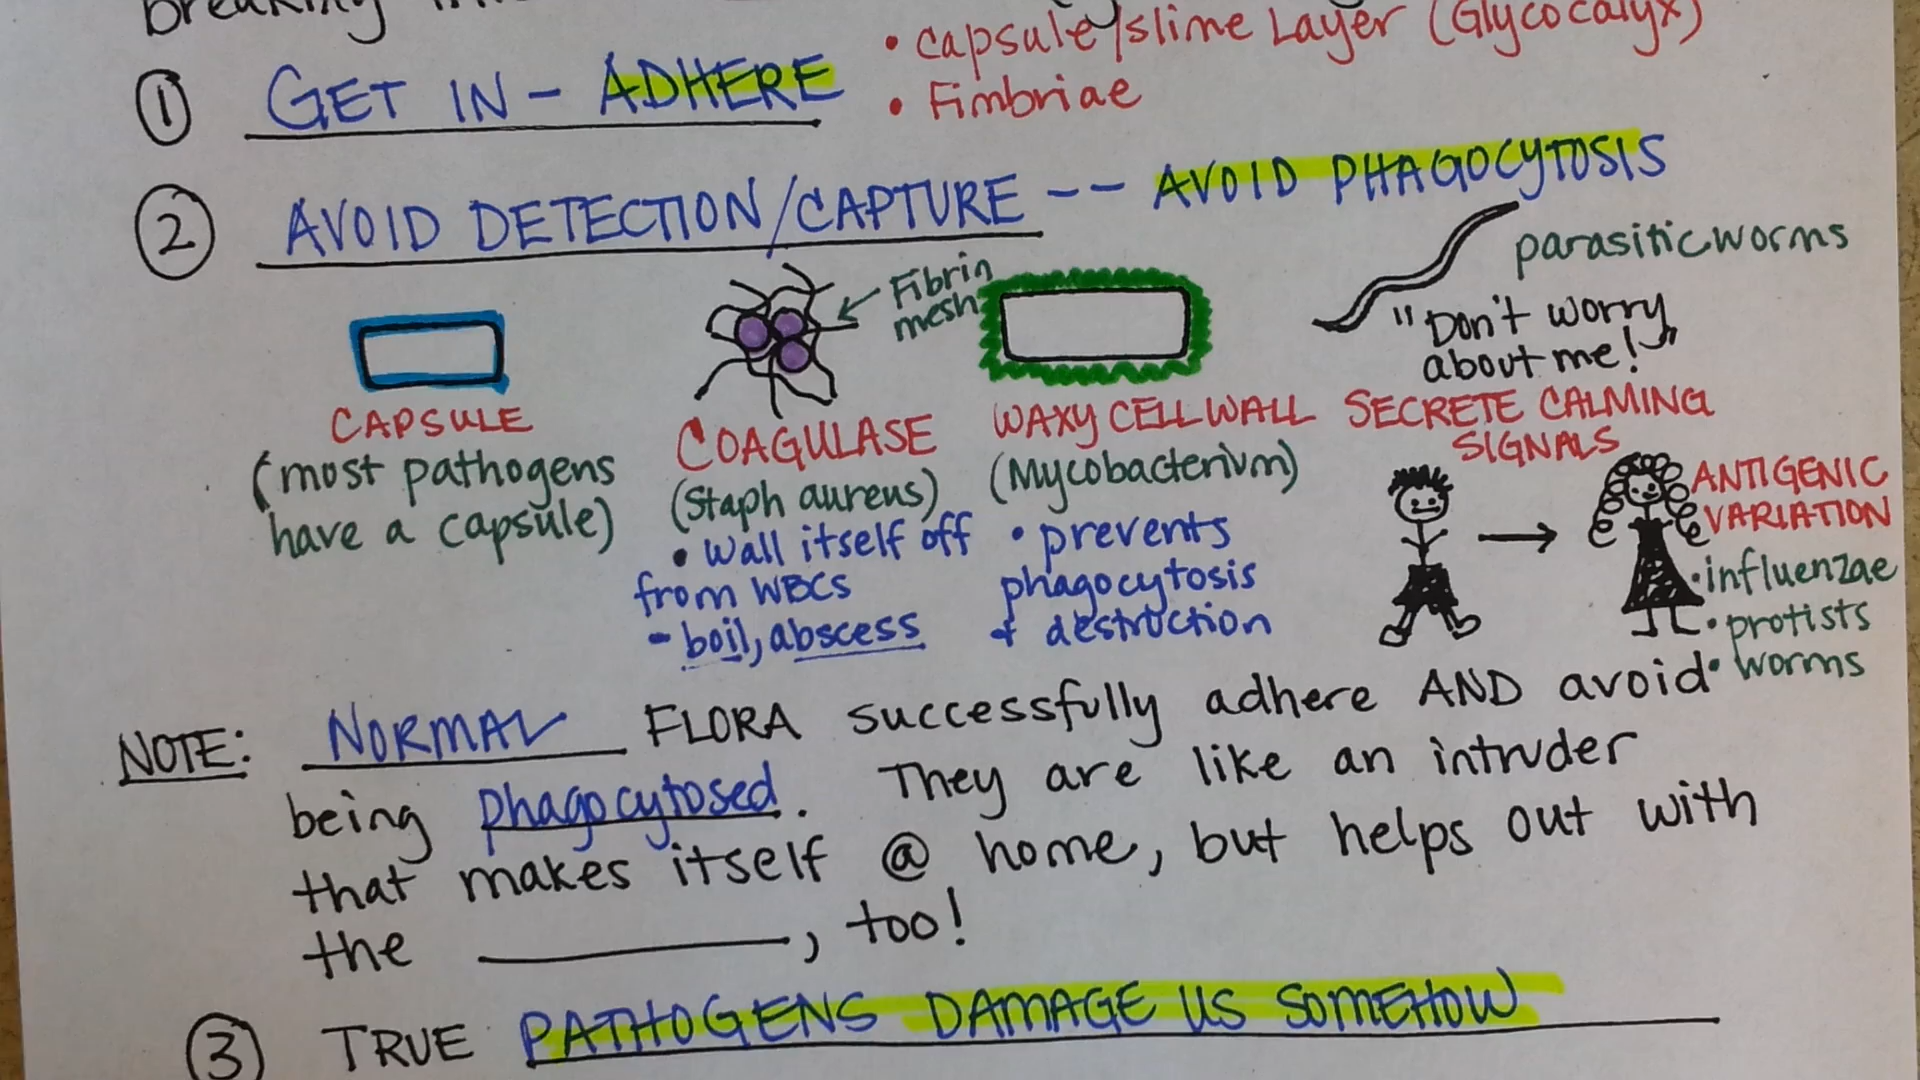 breaking
• capsule/slime Layer (Glycocalyx)
① GET IN - ADHERE
• Fimbriae
② AVOID DETECTION/CAPTURE -- AVOID PHAGOCYTOSIS
Fibrin
mesh
parasitic worms
"Don't worry
about me!"
CAPSULE
(most pathogens
have a capsule)
COAGULASE
(Staph aureus)
• Wall itself off
from WBCs
- boil, abscess
WAXY CELL WALL
(Mycobacterium)
• prevents
phagocytosis
+ destruction
SECRETE CALMING
SIGNALS
ANTIGENIC
VARIATION
• influenzae
• protists
• worms
NOTE: NORMAL FLORA successfully adhere AND avoid
being phagocytosed. They are like an intruder
that makes itself @ home, but helps out with
the __________, too!
③ TRUE PATHOGENS DAMAGE US SOMEHOW